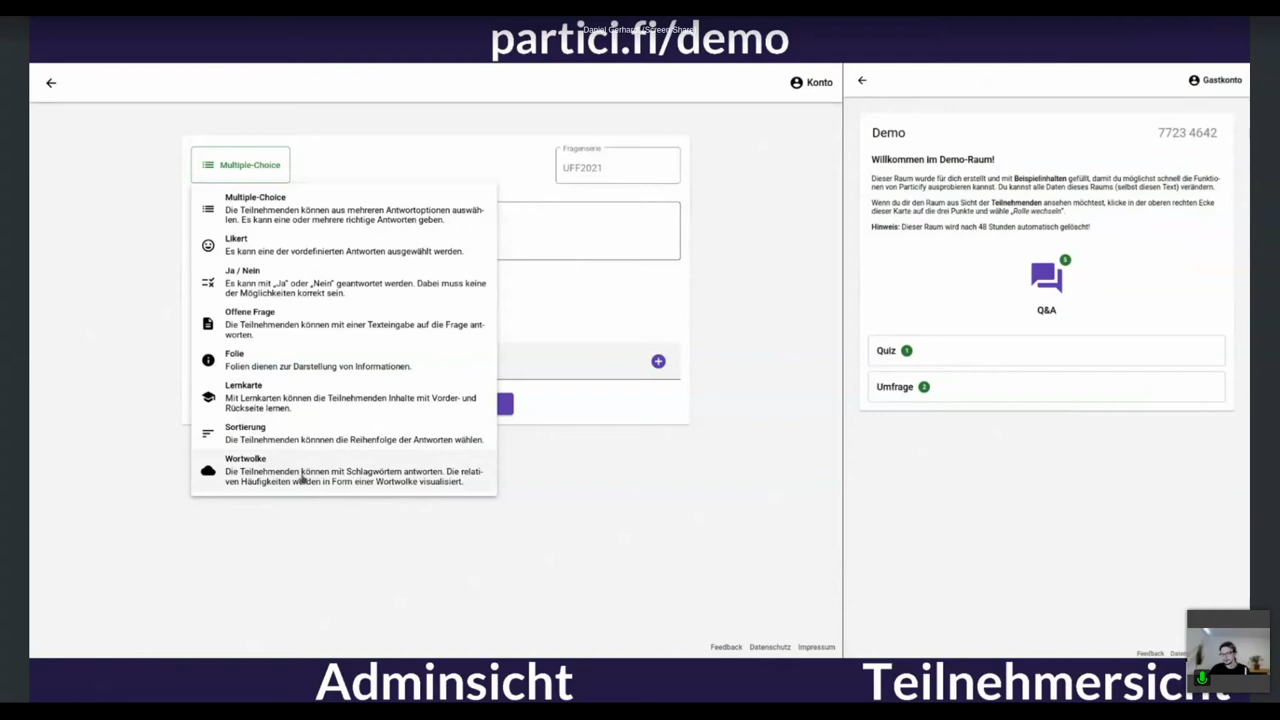 partici.fi/demo
Konto
Multiple-Choice
Fragenserie
UFF2021
Multiple-Choice
Die Teilnehmenden können aus mehreren Antwortoptionen auswäh-
len. Es kann eine oder mehrere richtige Antworten geben.
Likert
Es kann eine der vordefinierten Antworten ausgewählt werden.
Ja / Nein
Es kann mit „Ja" oder „Nein" geantwortet werden. Dabei muss keine
der Möglichkeiten korrekt sein.
Offene Frage
Die Teilnehmenden können mit einer Texteingabe auf die Frage ant-
worten.
Folie
Folien dienen zur Darstellung von Informationen.
Lernkarte
Mit Lernkarten können die Teilnehmenden Inhalte mit Vorder- und
Rückseite lernen.
Sortierung
Die Teilnehmenden könnnen die Reihenfolge der Antworten wählen.
Wortwolke
Die Teilnehmenden können mit Schlagwörtern antworten. Die relati-
ven Häufigkeiten werden in Form einer Wortwolke visualisiert.
Feedback Datenschutz Impressum
Gastkonto
Demo 7723 4642
Willkommen im Demo-Raum!
Dieser Raum wurde für dich erstellt und mit Beispielinhalten gefüllt, damit du möglichst schnell die Funktio-
nen von Particify ausprobieren kannst. Du kannst alle Daten dieses Raums (selbst diesen Text) verändern.
Wenn du dir den Raum aus Sicht der Teilnehmenden ansehen möchtest, klicke in der oberen rechten Ecke
dieser Karte auf die drei Punkte und wähle „Rolle wechseln".
Hinweis: Dieser Raum wird nach 48 Stunden automatisch gelöscht!
5
Q&A
Quiz 1
Umfrage 2
Feedback
Adminsicht
Teilnehmersicht